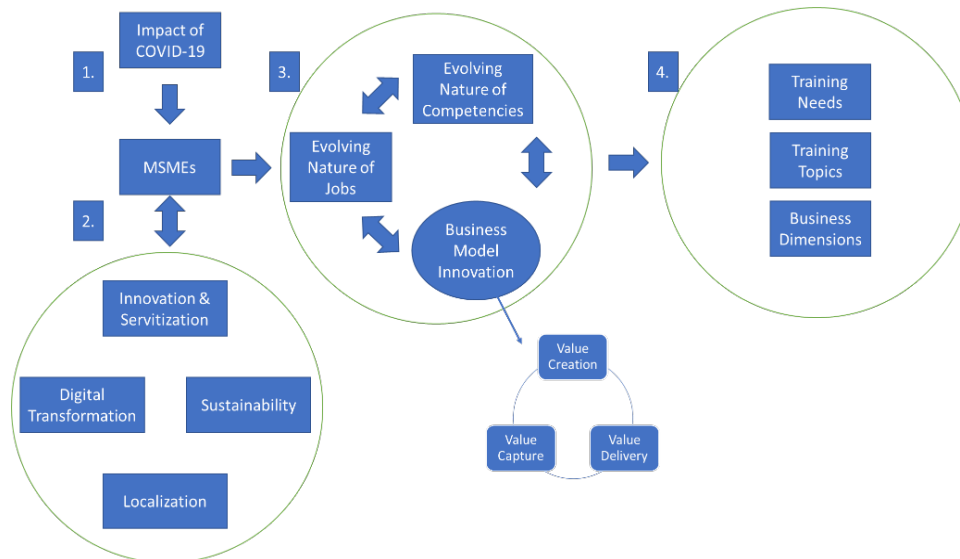 1.
Impact of
COVID-19
MSMEs
2.
Innovation &
Servitization
Digital
Transformation
Sustainability
Localization
3.
Evolving
Nature of
Competencies
Evolving
Nature of
Jobs
Business
Model
Innovation
Value
Creation
Value
Capture
Value
Delivery
4.
Training
Needs
Training
Topics
Business
Dimensions